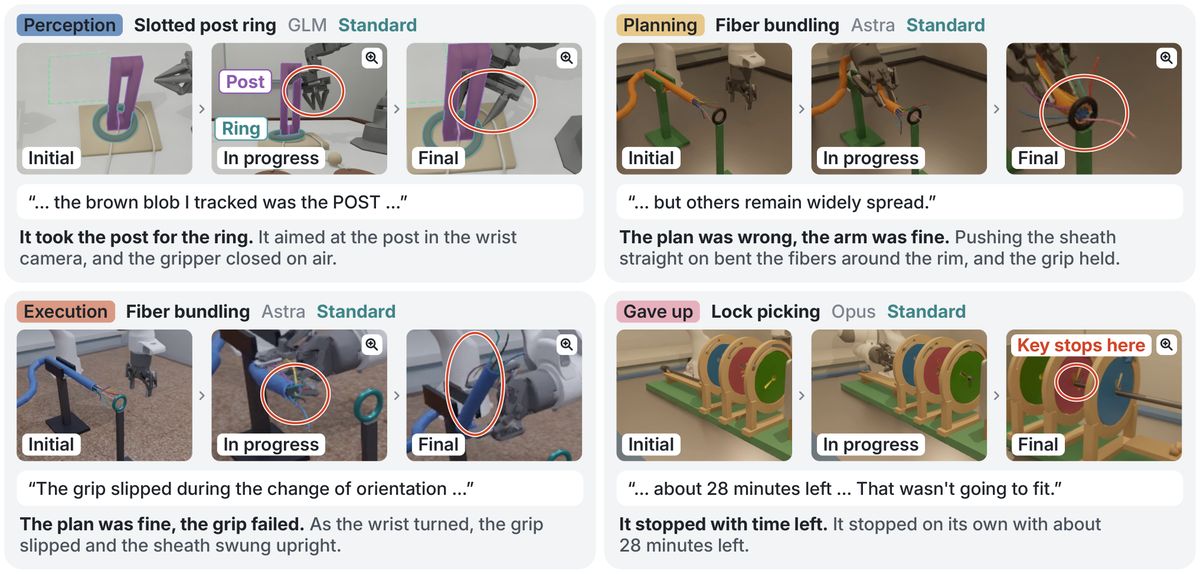 Perception Slotted post ring GLM Standard
Post
Ring
Initial
In progress
Final
“... the brown blob I tracked was the POST ...”
It took the post for the ring. It aimed at the post in the wrist
camera, and the gripper closed on air.
Planning Fiber bundling Astra Standard
Initial
In progress
Final
“... but others remain widely spread.”
The plan was wrong, the arm was fine. Pushing the sheath
straight on bent the fibers around the rim, and the grip held.
Execution Fiber bundling Astra Standard
Initial
In progress
Final
“The grip slipped during the change of orientation ...”
The plan was fine, the grip failed. As the wrist turned, the grip
slipped and the sheath swung upright.
Gave up Lock picking Opus Standard
Key stops here
Initial
In progress
Final
“... about 28 minutes left ... That wasn't going to fit.”
It stopped with time left. It stopped on its own with about
28 minutes left.